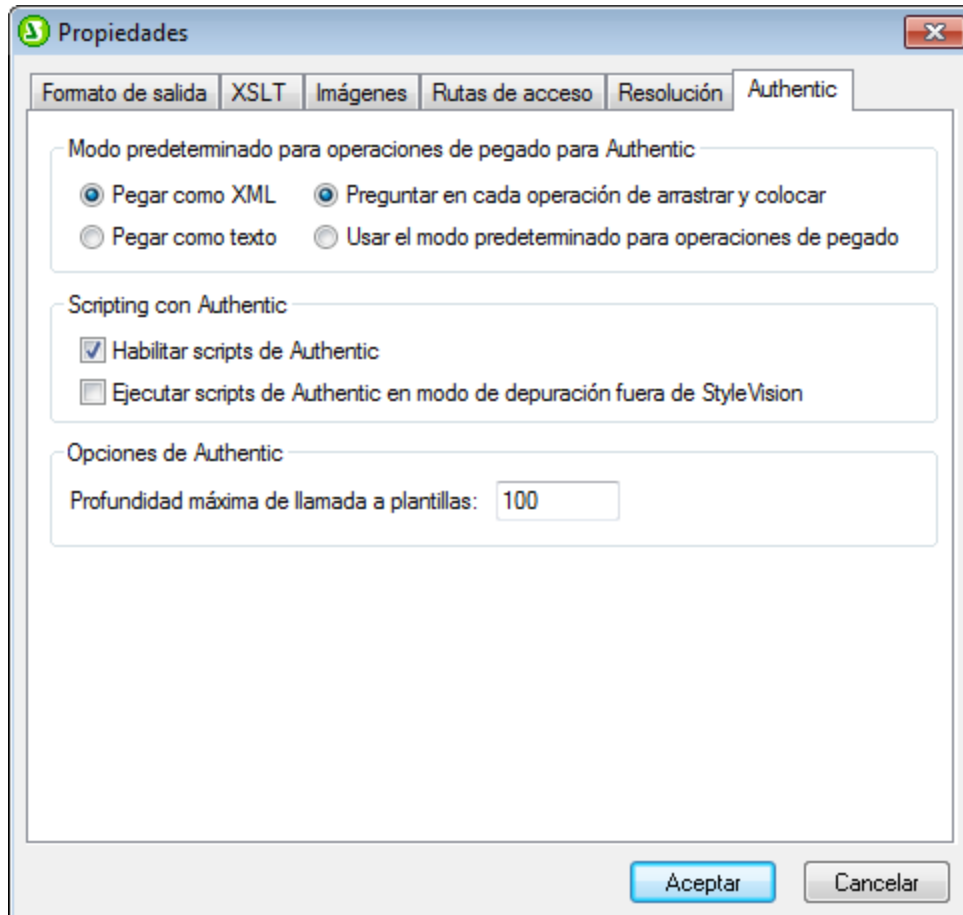 Propiedades
Formato de salida XSLT Imágenes Rutas de acceso Resolución Authentic
Modo predeterminado para operaciones de pegado para Authentic
Pegar como XML Preguntar en cada operación de arrastrar y colocar
Pegar como texto Usar el modo predeterminado para operaciones de pegado
Scripting con Authentic
Habilitar scripts de Authentic
Ejecutar scripts de Authentic en modo de depuración fuera de StyleVision
Opciones de Authentic
Profundidad máxima de llamada a plantillas: 100
Aceptar Cancelar